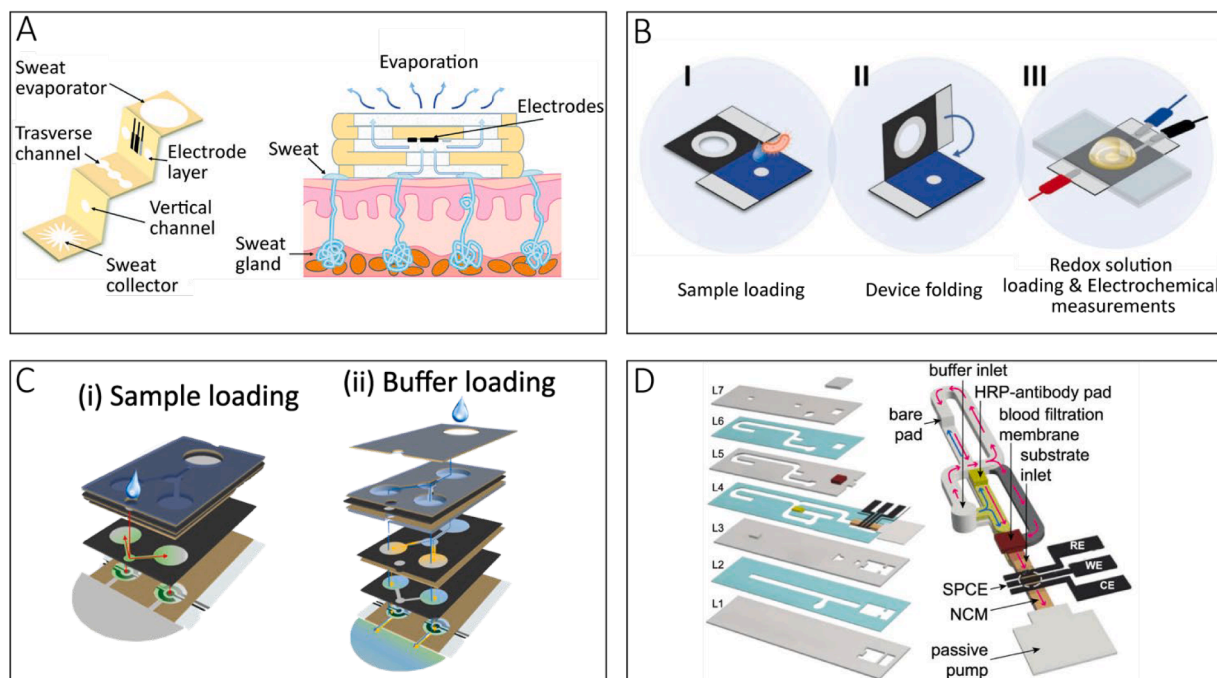 A
Sweat
evaporator
Trasverse
channel
Electrode
layer
Vertical
channel
Sweat
collector
Evaporation
Electrodes
Sweat
Sweat
gland
B
I
II
III
Sample loading
Device folding
Redox solution
loading & Electrochemical
measurements
C
(i) Sample loading
(ii) Buffer loading
D
L7
L6
L5
L4
L3
L2
L1
buffer inlet
HRP-antibody pad
bare
pad
blood filtration
membrane
substrate
inlet
RE
WE
CE
SPCE
NCM
passive
pump